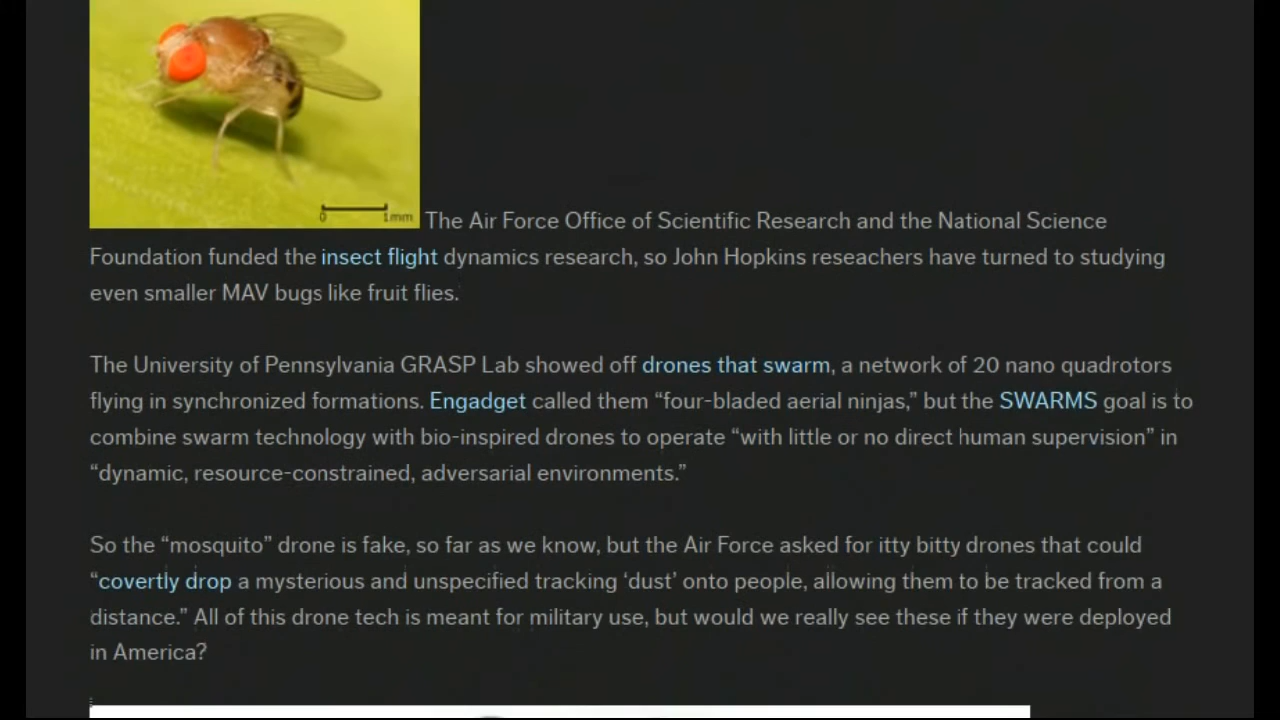 0 1mm
The Air Force Office of Scientific Research and the National Science
Foundation funded the insect flight dynamics research, so John Hopkins reseachers have turned to studying
even smaller MAV bugs like fruit flies.
The University of Pennsylvania GRASP Lab showed off drones that swarm, a network of 20 nano quadrotors
flying in synchronized formations. Engadget called them “four-bladed aerial ninjas,” but the SWARMS goal is to
combine swarm technology with bio-inspired drones to operate “with little or no direct human supervision” in
“dynamic, resource-constrained, adversarial environments.”
So the “mosquito” drone is fake, so far as we know, but the Air Force asked for itty bitty drones that could
“covertly drop a mysterious and unspecified tracking ‘dust’ onto people, allowing them to be tracked from a
distance.” All of this drone tech is meant for military use, but would we really see these if they were deployed
in America?